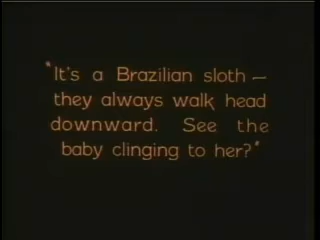 "It's a Brazilian sloth —
they always walk head
downward. See the
baby clinging to her?"